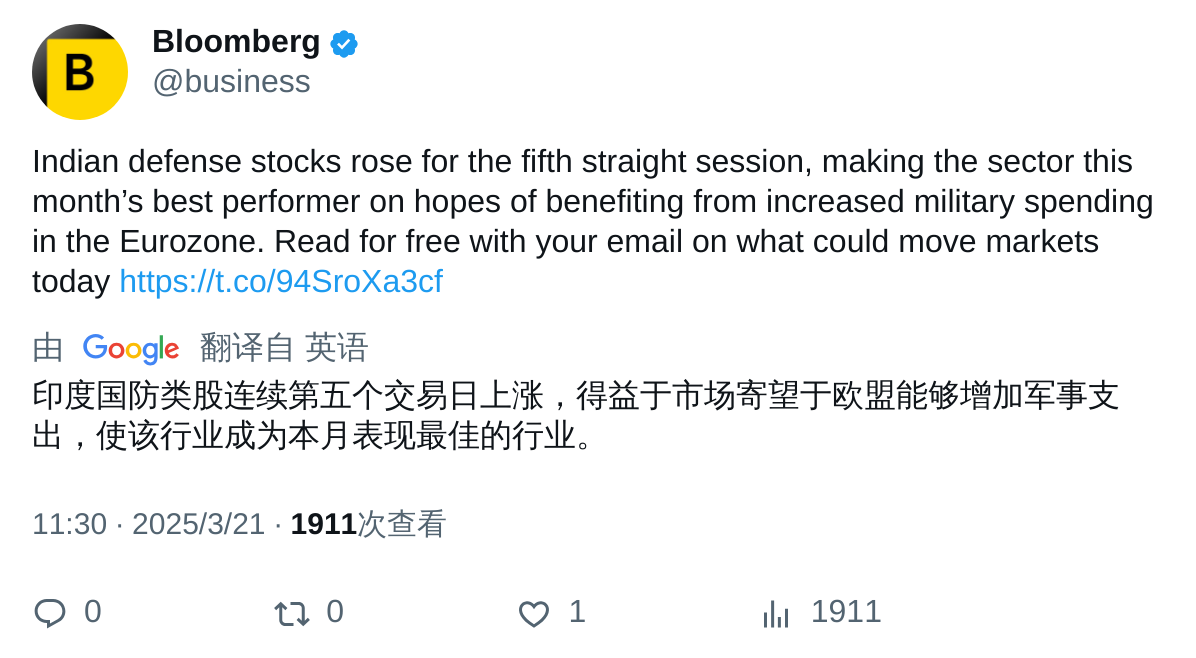 B
Bloomberg
@business
Indian defense stocks rose for the fifth straight session, making the sector this
month’s best performer on hopes of benefiting from increased military spending
in the Eurozone. Read for free with your email on what could move markets
today https://t.co/94SroXa3cf
由 Google 翻译自 英语
印度国防类股连续第五个交易日上涨，得益于市场寄望于欧盟能够增加军事支
出，使该行业成为本月表现最佳的行业。
11:30 · 2025/3/21 · 1911次查看
0 0 1 1911